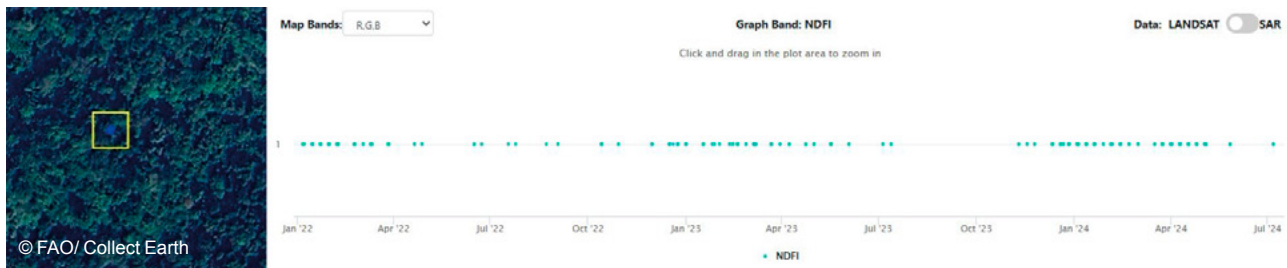 Map Bands: R,G,B
Graph Band: NDFI
Data: LANDSAT SAR
Click and drag in the plot area to zoom in
1
Jan '22 Apr '22 Jul '22 Oct '22 Jan '23 Apr '23 Jul '23 Oct '23 Jan '24 Apr '24 Jul '24
NDFI
© FAO/ Collect Earth